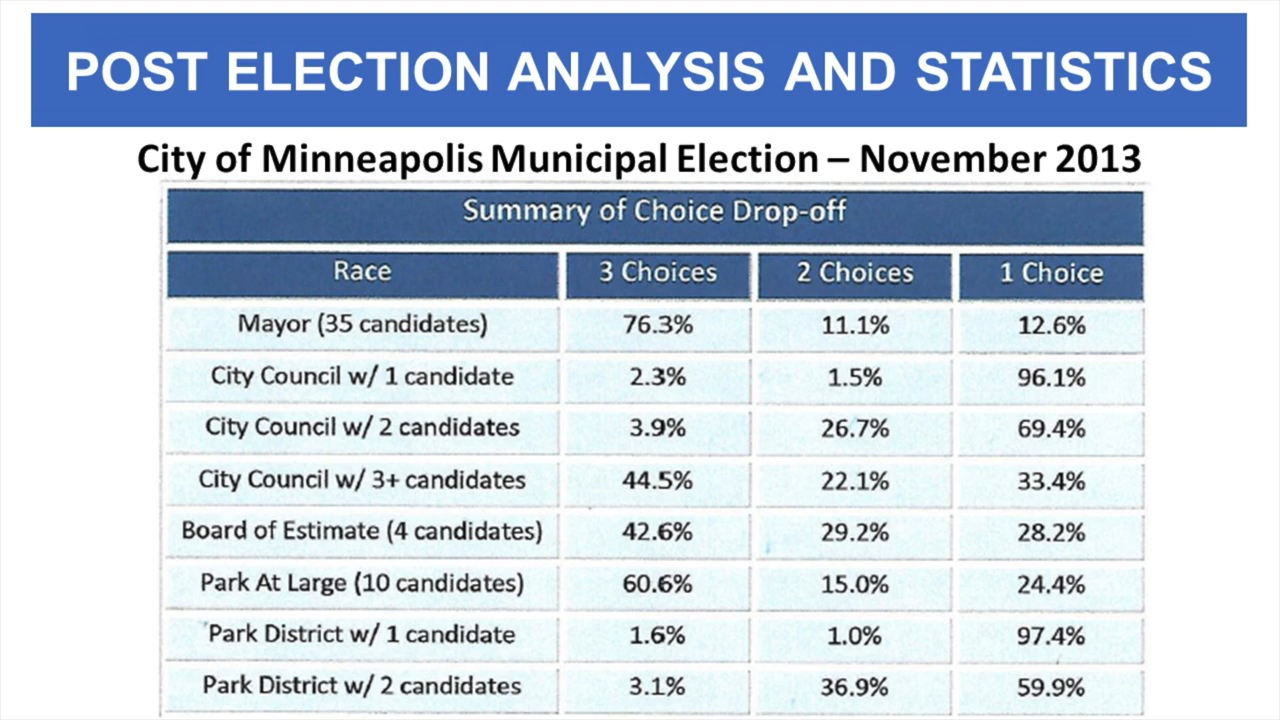 POST ELECTION ANALYSIS AND STATISTICS
City of Minneapolis Municipal Election – November 2013
Summary of Choice Drop-off
Race 3 Choices 2 Choices 1 Choice
Mayor (35 candidates) 76.3% 11.1% 12.6%
City Council w/ 1 candidate 2.3% 1.5% 96.1%
City Council w/ 2 candidates 3.9% 26.7% 69.4%
City Council w/ 3+ candidates 44.5% 22.1% 33.4%
Board of Estimate (4 candidates) 42.6% 29.2% 28.2%
Park At Large (10 candidates) 60.6% 15.0% 24.4%
Park District w/ 1 candidate 1.6% 1.0% 97.4%
Park District w/ 2 candidates 3.1% 36.9% 59.9%